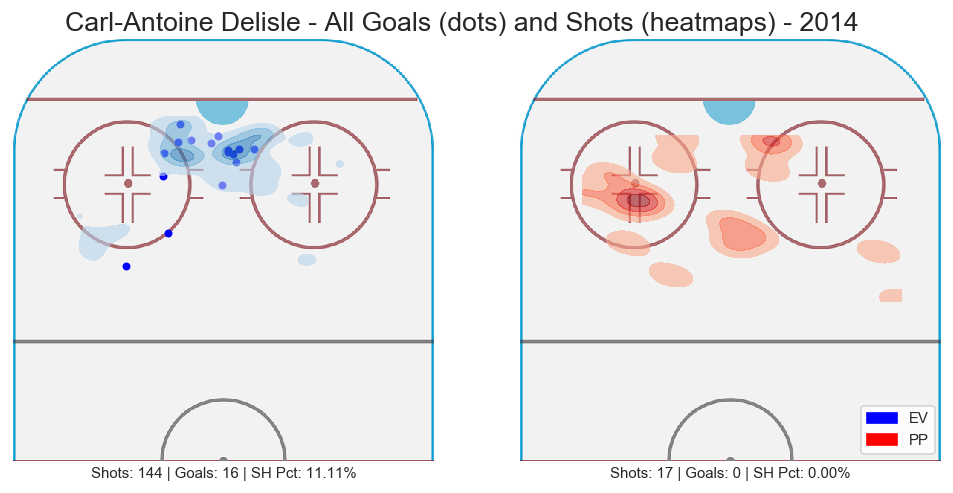 Carl-Antoine Delisle - All Goals (dots) and Shots (heatmaps) - 2014
EV
PP
Shots: 144 | Goals: 16 | SH Pct: 11.11%
Shots: 17 | Goals: 0 | SH Pct: 0.00%